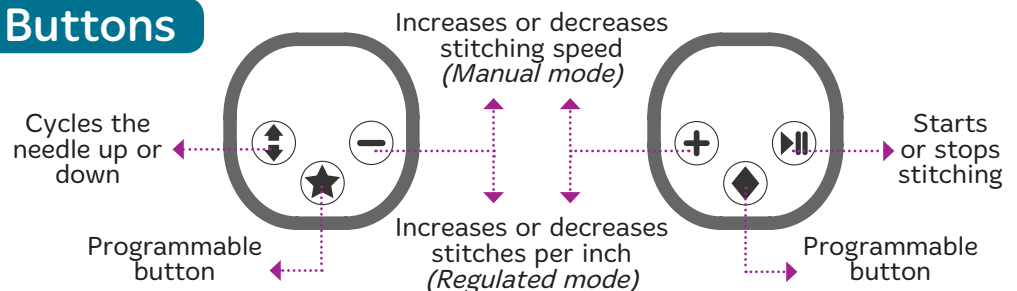 Buttons
Increases or decreases
stitching speed
(Manual mode)
Cycles the
needle up or
down
Starts
or stops
stitching
Programmable
button
Increases or decreases
stitches per inch
(Regulated mode)
Programmable
button